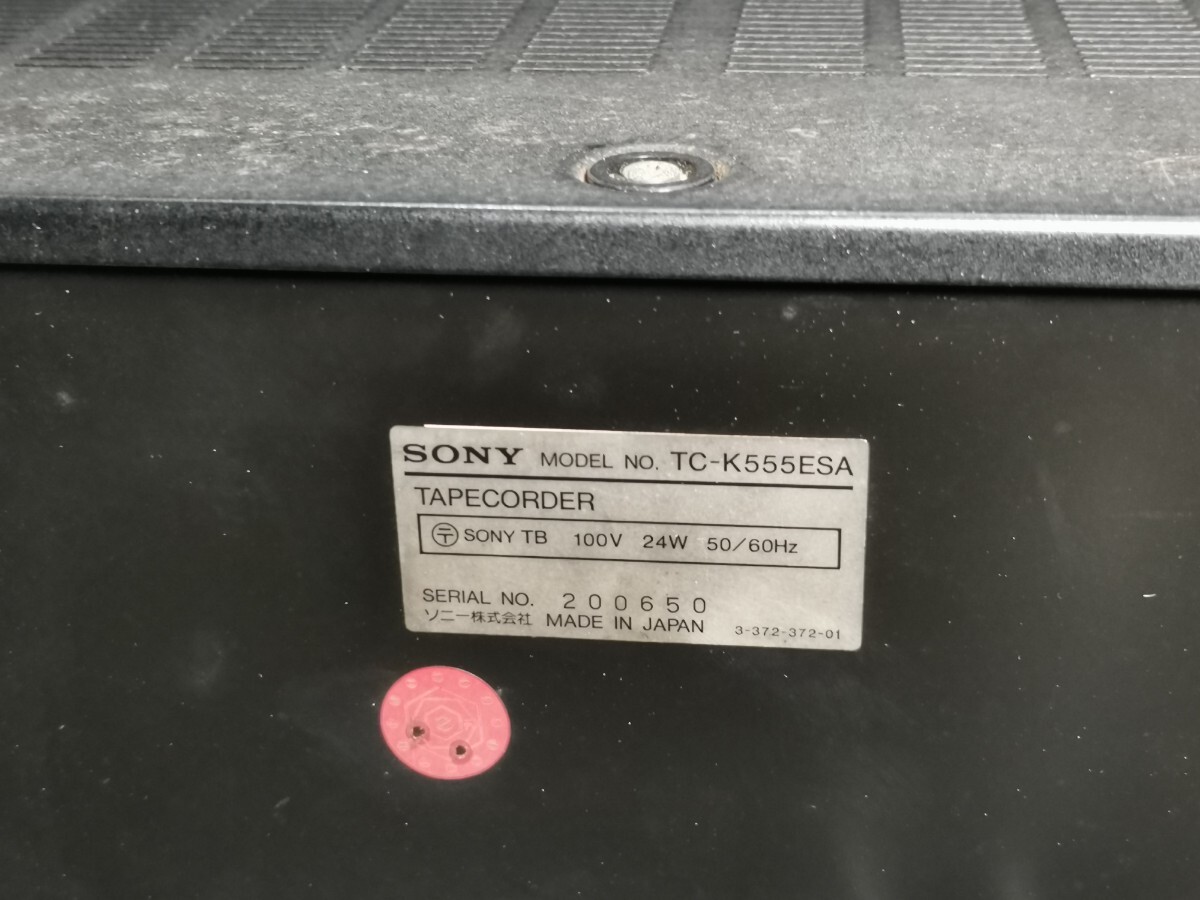 SONY MODEL NO. TC-K555ESA
TAPECORDER
〶 SONY TB 100V 24W 50/60Hz
SERIAL NO. 200650
ソニー株式会社 MADE IN JAPAN 3-372-372-01